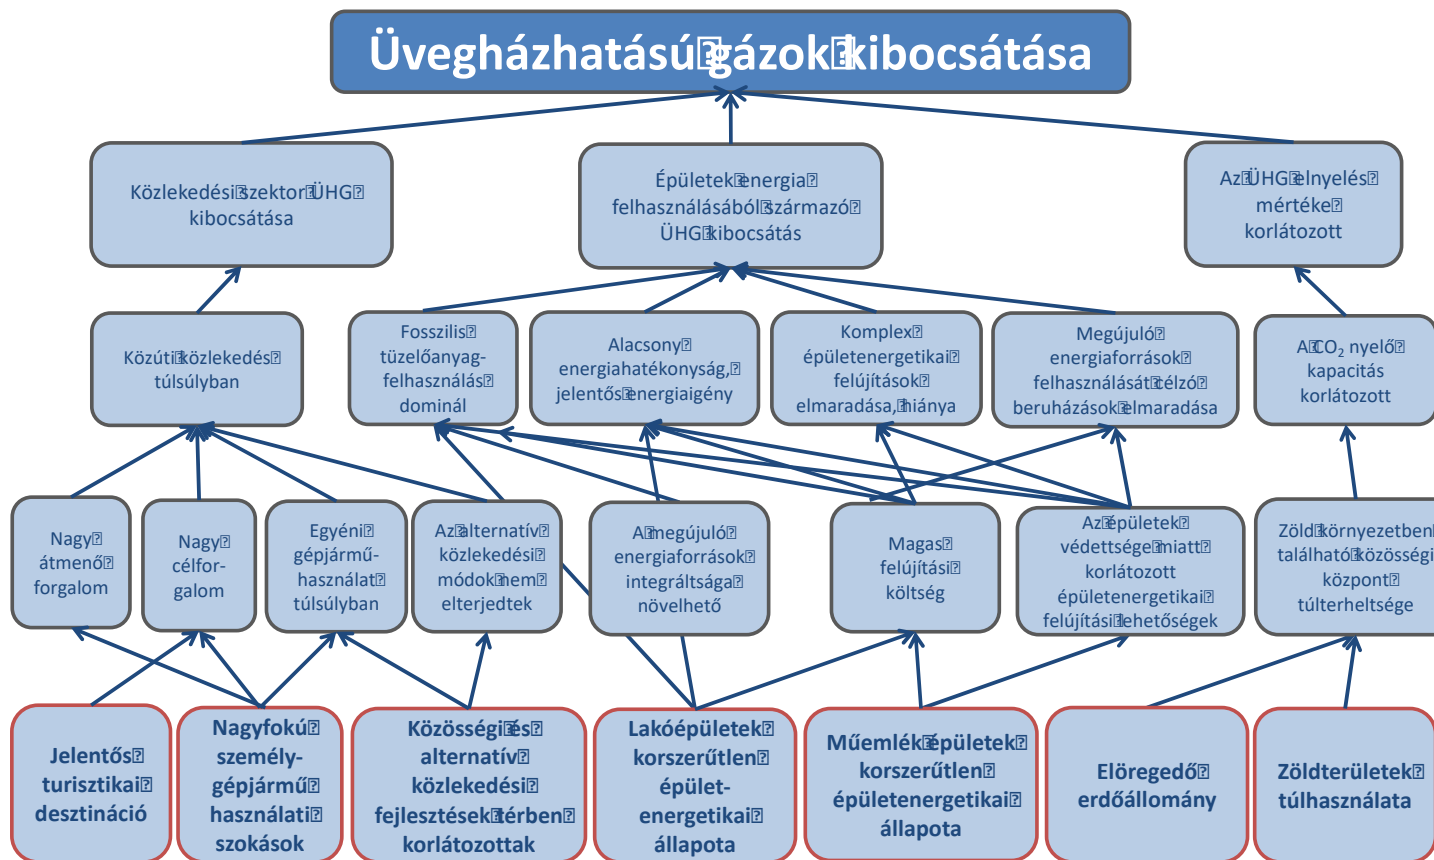 Üvegházhatású gázok kibocsátása
Közlekedési szektor ÜHG
kibocsátása
Épületek energia
felhasználásából származó
ÜHG kibocsátás
Az ÜHG elnyelés
mértéke
korlátozott
Közúti közlekedés
túlsúlyban
Fosszilis
tüzelőanyag-
felhasználás
dominál
Alacsony
energiahatékonyság,
jelentős energiaigény
Komplex
épületenergetikai
felújítások
elmaradása, hiánya
Megújuló
energiaforrások
felhasználását célzó
beruházások elmaradása
A CO₂ nyelő
kapacitás
korlátozott
Nagy
átmenő
forgalom
Nagy
célfor-
galom
Egyéni
gépjármű-
használat
túlsúlyban
Az alternatív
közlekedési
módok nem
elterjedtek
A megújuló
energiaforrások
integráltsága
növelhető
Magas
felújítási
költség
Az épületek
védettsége miatt
korlátozott
épületenergetikai
felújítási lehetőségek
Zöld környezetben
található közösségi
központ
túlterheltsége
Jelentős
turisztikai
desztináció
Nagyfokú
személy-
gépjármű
használati
szokások
Közösségi és
alternatív
közlekedési
fejlesztések térben
korlátozottak
Lakóépületek
korszerűtlen
épület-
energetikai
állapota
Műemlék épületek
korszerűtlen
épületenergetikai
állapota
Elöregedő
erdőállomány
Zöldterületek
túlhasználata